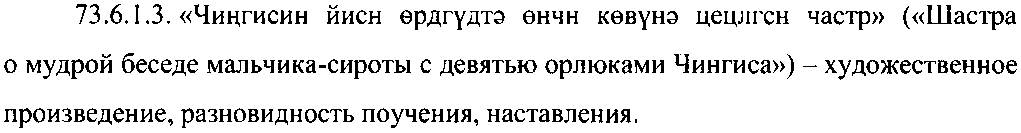 73.6.1.3. «Чиңгисин йисн өрдгүдтә өнчн көвүнә цецлгсн частр» («Шастра
о мудрой беседе мальчика-сироты с девятью орлюками Чингиса») – художественное
произведение, разновидность поучения, наставления.